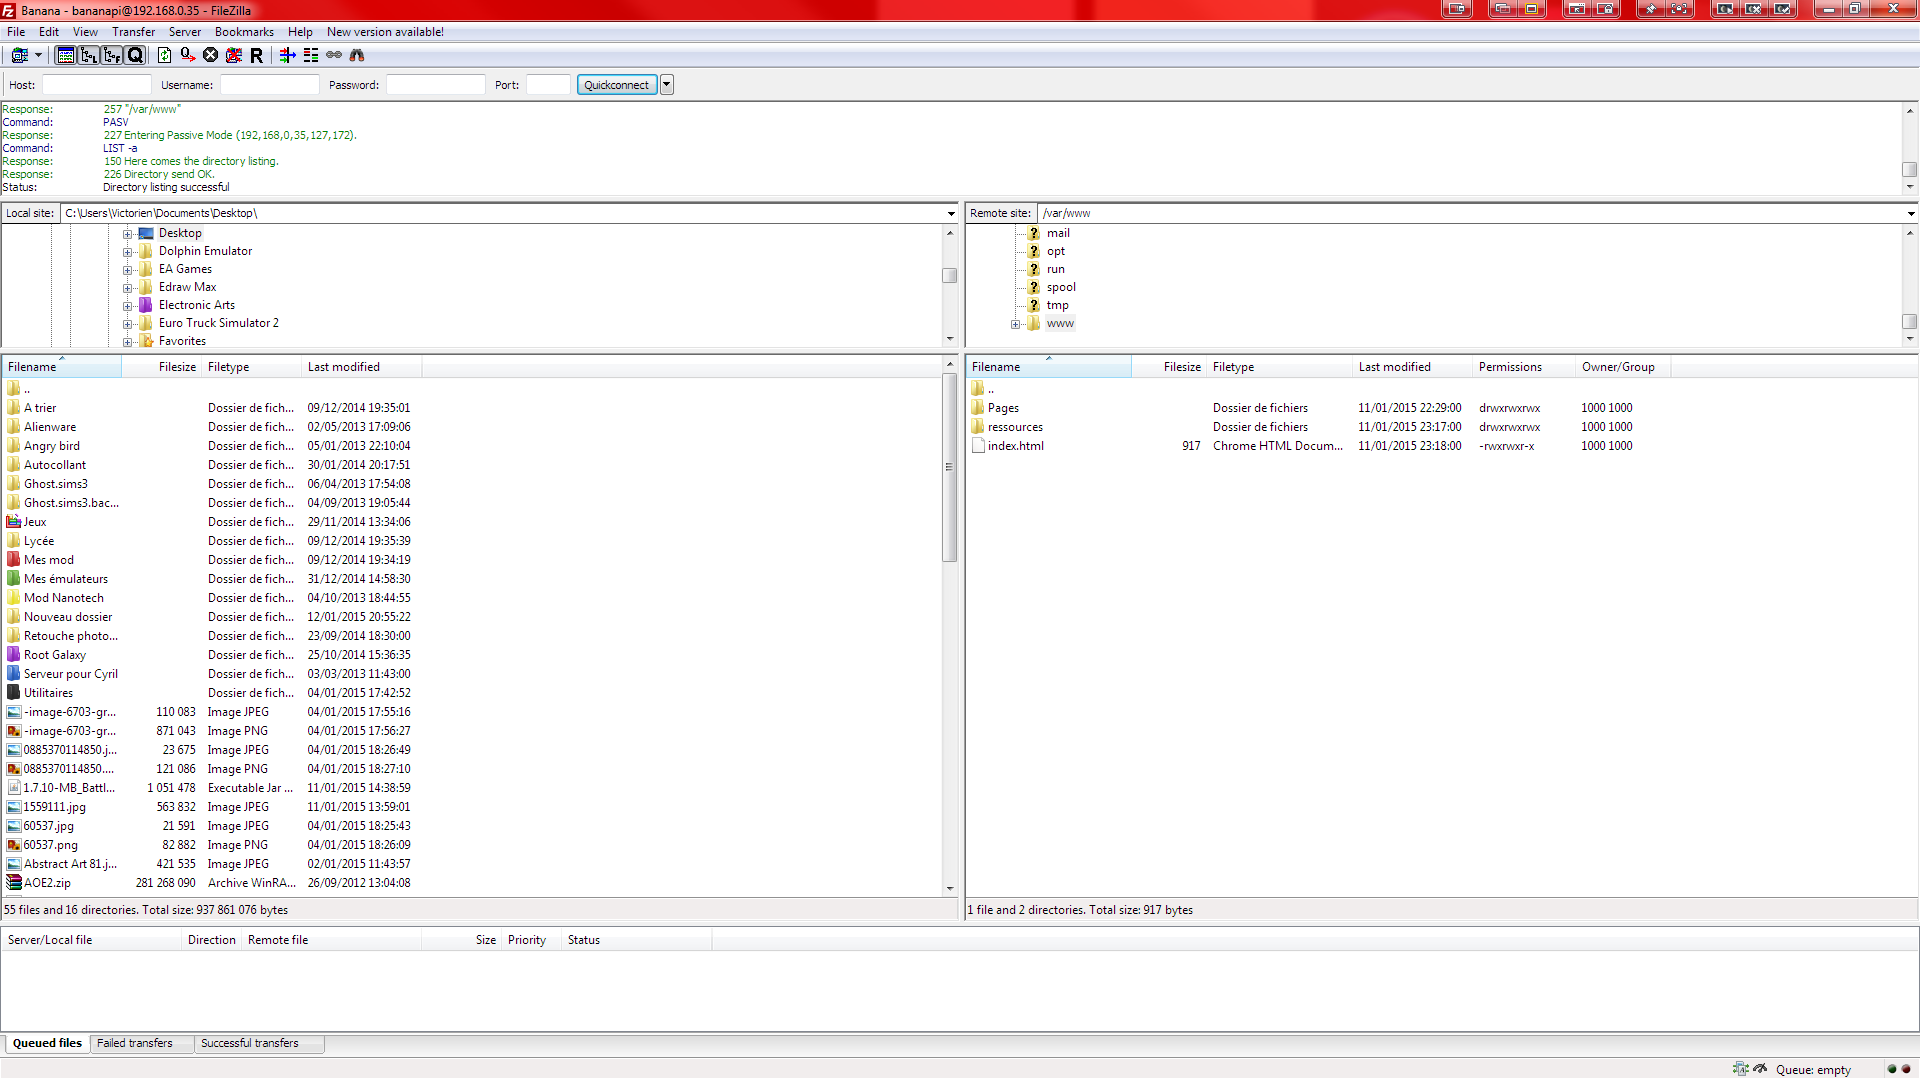 Banana - bananapi@192.168.0.35 - FileZilla
File Edit View Transfer Server Bookmarks Help New version available!
Host: Username: Password: Port: Quickconnect
Response: 257 "/var/www"
Command: PASV
Response: 227 Entering Passive Mode (192,168,0,35,127,172).
Command: LIST -a
Response: 150 Here comes the directory listing.
Response: 226 Directory send OK.
Status: Directory listing successful
Local site: C:\Users\Victorien\Documents\Desktop\
Desktop
Dolphin Emulator
EA Games
Edraw Max
Electronic Arts
Euro Truck Simulator 2
Favorites
Remote site: /var/www
mail
opt
run
spool
tmp
www
Filename Filesize Filetype Last modified
..
A trier Dossier de fich... 09/12/2014 19:35:01
Alienware Dossier de fich... 02/05/2013 17:09:06
Angry bird Dossier de fich... 05/01/2013 22:10:04
Autocollant Dossier de fich... 30/01/2014 20:17:51
Ghost.sims3 Dossier de fich... 06/04/2013 17:54:08
Ghost.sims3.bac... Dossier de fich... 04/09/2013 19:05:44
Jeux Dossier de fich... 29/11/2014 13:34:06
Lycée Dossier de fich... 09/12/2014 19:35:39
Mes mod Dossier de fich... 09/12/2014 19:34:19
Mes émulateurs Dossier de fich... 31/12/2014 14:58:30
Mod Nanotech Dossier de fich... 04/10/2013 18:44:55
Nouveau dossier Dossier de fich... 12/01/2015 20:55:22
Retouche photo... Dossier de fich... 23/09/2014 18:30:00
Root Galaxy Dossier de fich... 25/10/2014 15:36:35
Serveur pour Cyril Dossier de fich... 03/03/2013 11:43:00
Utilitaires Dossier de fich... 04/01/2015 17:42:52
-image-6703-gr... 110 083 Image JPEG 04/01/2015 17:55:16
-image-6703-gr... 871 043 Image PNG 04/01/2015 17:56:27
0885370114850.j... 23 675 Image JPEG 04/01/2015 18:26:49
0885370114850.... 121 086 Image PNG 04/01/2015 18:27:10
1.7.10-MB_Battl... 1 051 478 Executable Jar ... 11/01/2015 14:38:59
1559111.jpg 563 832 Image JPEG 11/01/2015 13:59:01
60537.jpg 21 591 Image JPEG 04/01/2015 18:25:43
60537.png 82 882 Image PNG 04/01/2015 18:26:09
Abstract Art 81.j... 421 535 Image JPEG 02/01/2015 11:43:57
AOE2.zip 281 268 090 Archive WinRA... 26/09/2012 13:04:08
55 files and 16 directories. Total size: 937 861 076 bytes
Filename Filesize Filetype Last modified Permissions Owner/Group
..
Pages Dossier de fichiers 11/01/2015 22:29:00 drwxrwxrwx 1000 1000
ressources Dossier de fichiers 11/01/2015 23:17:00 drwxrwxrwx 1000 1000
index.html 917 Chrome HTML Docum... 11/01/2015 23:18:00 -rwxrwxr-x 1000 1000
1 file and 2 directories. Total size: 917 bytes
Server/Local file Direction Remote file Size Priority Status
Queued files Failed transfers Successful transfers
Queue: empty